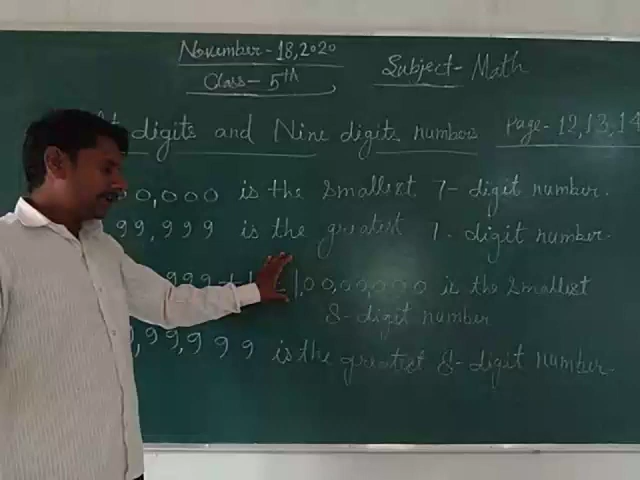 November-18,2020
Class- 5th
Subject- Math
digits and Nine digits numbers
Page- 12,13,14
00,000 is the smallest 7-digit number.
99,999 is the greatest 7-digit number.
999+1=1,00,00,000 is the smallest
8-digit number
9,99,999 is the greatest 8-digit number.